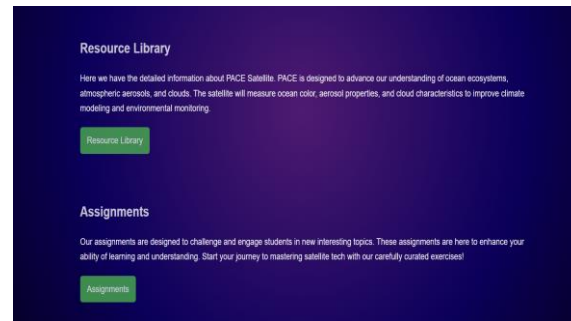 Resource Library
Here we have the detailed information about PACE Satellite. PACE is designed to advance our understanding of ocean ecosystems,
atmospheric aerosols, and clouds. The satellite will measure ocean color, aerosol properties, and cloud characteristics to improve climate
modeling and environmental monitoring.
Resource Library
Assignments
Our assignments are designed to challenge and engage students in new interesting topics. These assignments are here to enhance your
ability of learning and understanding. Start your journey to mastering satellite tech with our carefully curated exercises!
Assignments